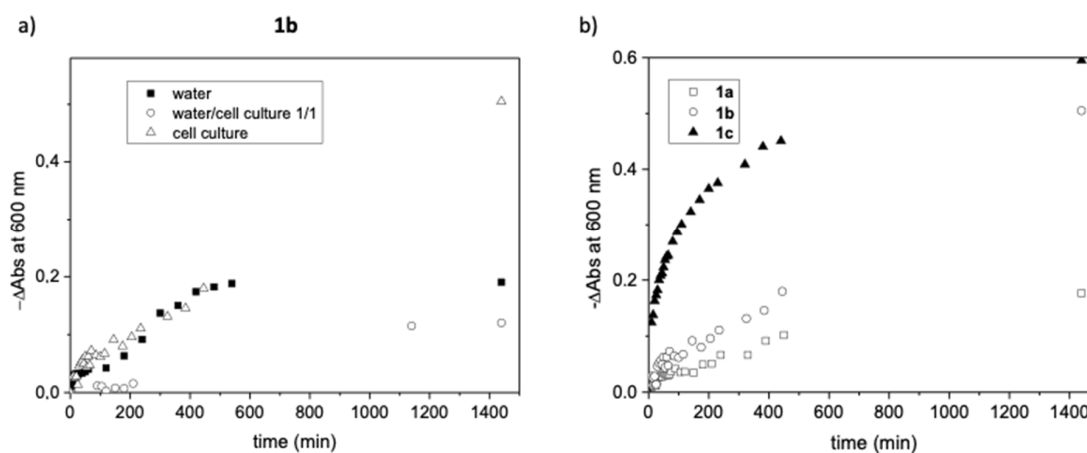 a)
1b
water
water/cell culture 1/1
cell culture
−ΔAbs at 600 nm
0,4
0,2
0,0
0 200 400 600 800 1000 1200 1400
time (min)
b)
1a
1b
1c
-ΔAbs at 600 nm
0.6
0.4
0.2
0.0
0 200 400 600 800 1000 1200 1400
time (min)